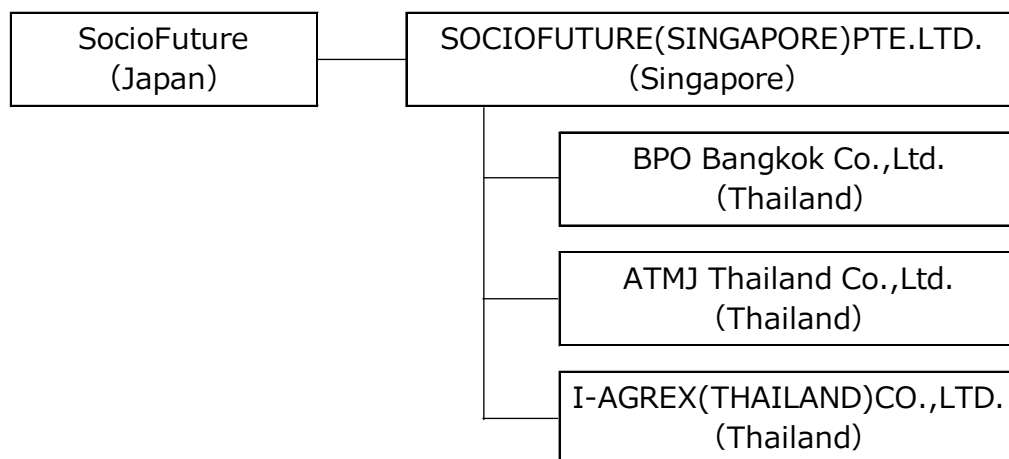 SocioFuture
（Japan）
SOCIOFUTURE(SINGAPORE)PTE.LTD.
（Singapore）
BPO Bangkok Co.,Ltd.
（Thailand）
ATMJ Thailand Co.,Ltd.
（Thailand）
I-AGREX(THAILAND)CO.,LTD.
（Thailand）